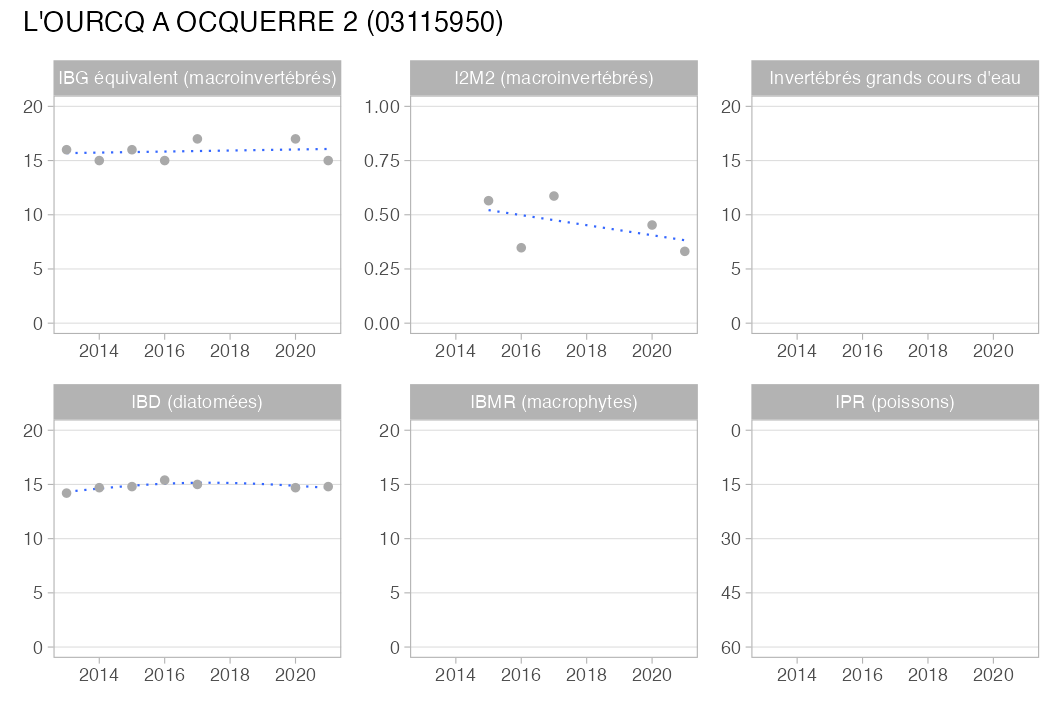 L'OURCQ A OCQUERRE 2 (03115950)
IBG équivalent (macroinvertébrés)
I2M2 (macroinvertébrés)
Invertébrés grands cours d'eau
20
15
10
5
0
1.00
0.75
0.50
0.25
0.00
20
15
10
5
0
2014 2016 2018 2020
2014 2016 2018 2020
2014 2016 2018 2020
IBD (diatomées)
IBMR (macrophytes)
IPR (poissons)
20
15
10
5
0
20
15
10
5
0
0
15
30
45
60
2014 2016 2018 2020
2014 2016 2018 2020
2014 2016 2018 2020